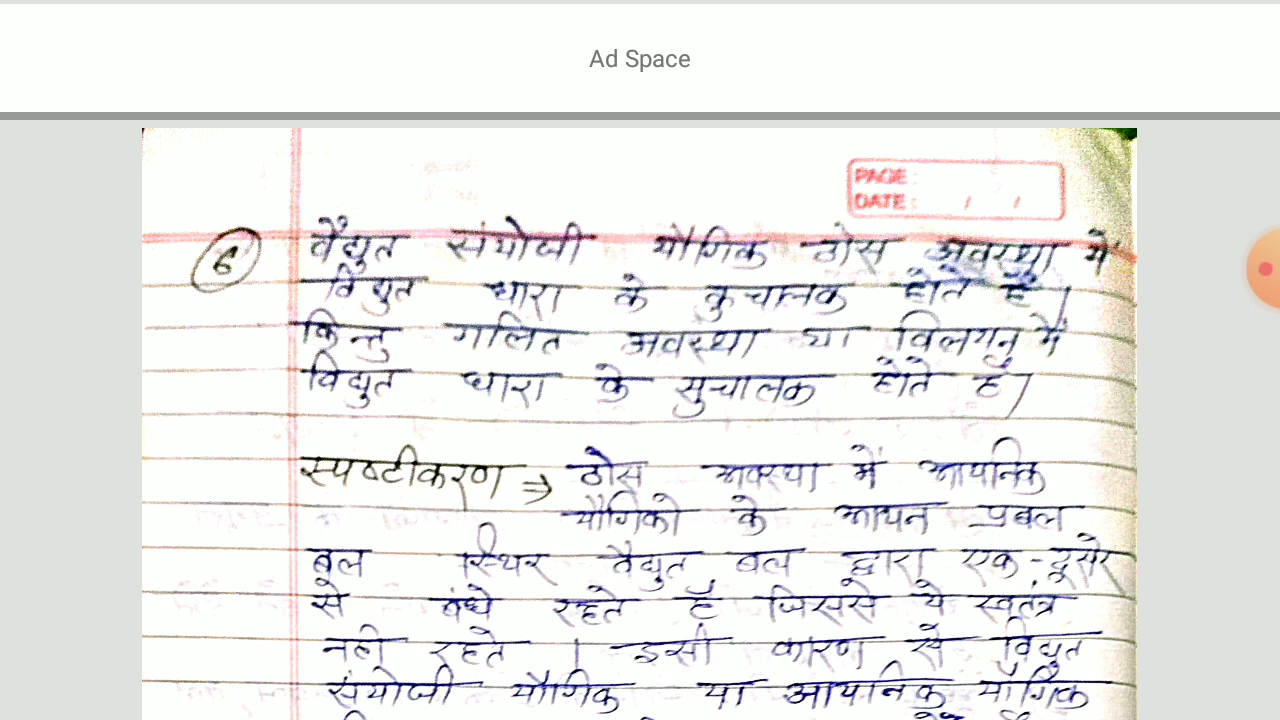 Ad Space
PAGE:
DATE: / /
6 वैद्युत संयोजी यौगिक ठोस अवस्था में
विद्युत धारा के कुचालक होते हैं।
किन्तु गलित अवस्था या विलयन में
विद्युत धारा के सुचालक होते हैं।
स्पष्टीकरण ⇒ ठोस अवस्था में आयनिक
यौगिको के आयन प्रबल
बल स्थिर वैद्युत बल द्वारा एक-दूसरे
से बंधे रहते हैं जिससे ये स्वतंत्र
नही रहते । इसी कारण से विद्युत
संयोजी यौगिक या आयनिक यौगिक